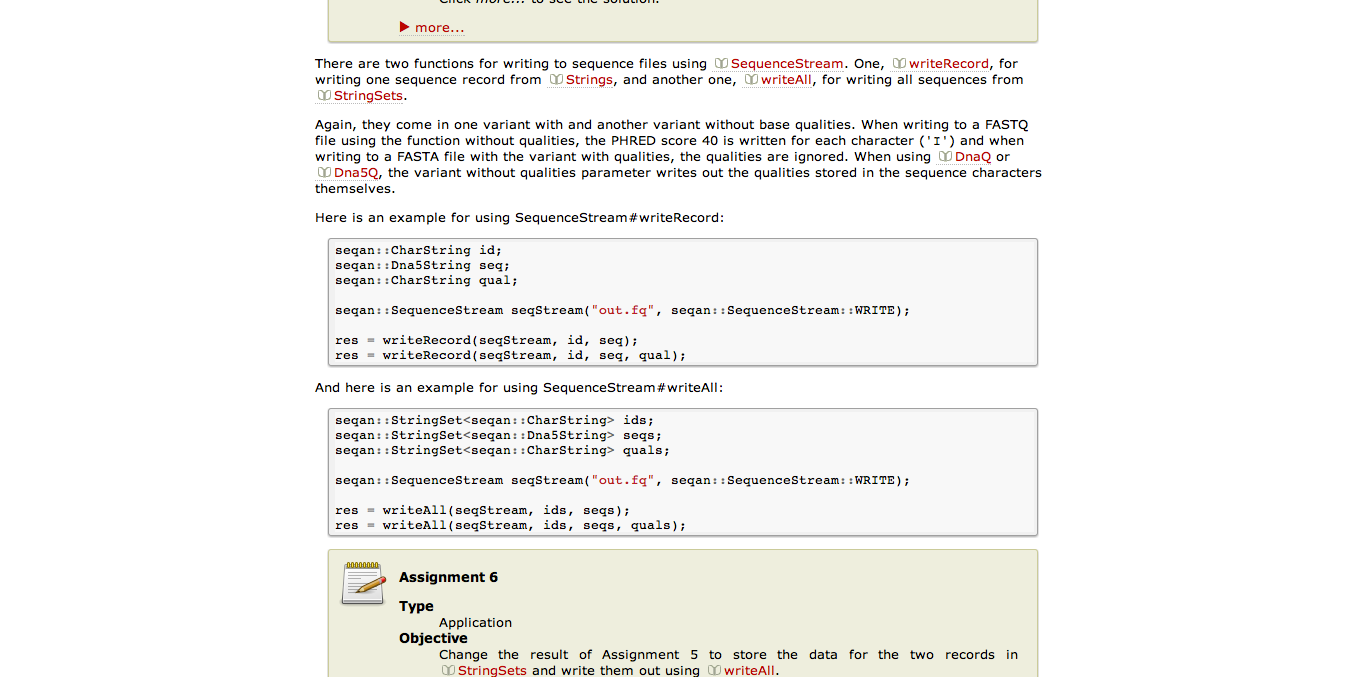 Click more... to see the solution.
▶ more...
There are two functions for writing to sequence files using SequenceStream. One, writeRecord, for
writing one sequence record from Strings, and another one, writeAll, for writing all sequences from
StringSets.
Again, they come in one variant with and another variant without base qualities. When writing to a FASTQ
file using the function without qualities, the PHRED score 40 is written for each character ('I') and when
writing to a FASTA file with the variant with qualities, the qualities are ignored. When using DnaQ or
Dna5Q, the variant without qualities parameter writes out the qualities stored in the sequence characters
themselves.
Here is an example for using SequenceStream#writeRecord:
seqan::CharString id;
seqan::Dna5String seq;
seqan::CharString qual;
seqan::SequenceStream seqStream("out.fq", seqan::SequenceStream::WRITE);
res = writeRecord(seqStream, id, seq);
res = writeRecord(seqStream, id, seq, qual);
And here is an example for using SequenceStream#writeAll:
seqan::StringSet<seqan::CharString> ids;
seqan::StringSet<seqan::Dna5String> seqs;
seqan::StringSet<seqan::CharString> quals;
seqan::SequenceStream seqStream("out.fq", seqan::SequenceStream::WRITE);
res = writeAll(seqStream, ids, seqs);
res = writeAll(seqStream, ids, seqs, quals);
Assignment 6
Type
Application
Objective
Change the result of Assignment 5 to store the data for the two records in
StringSets and write them out using writeAll.